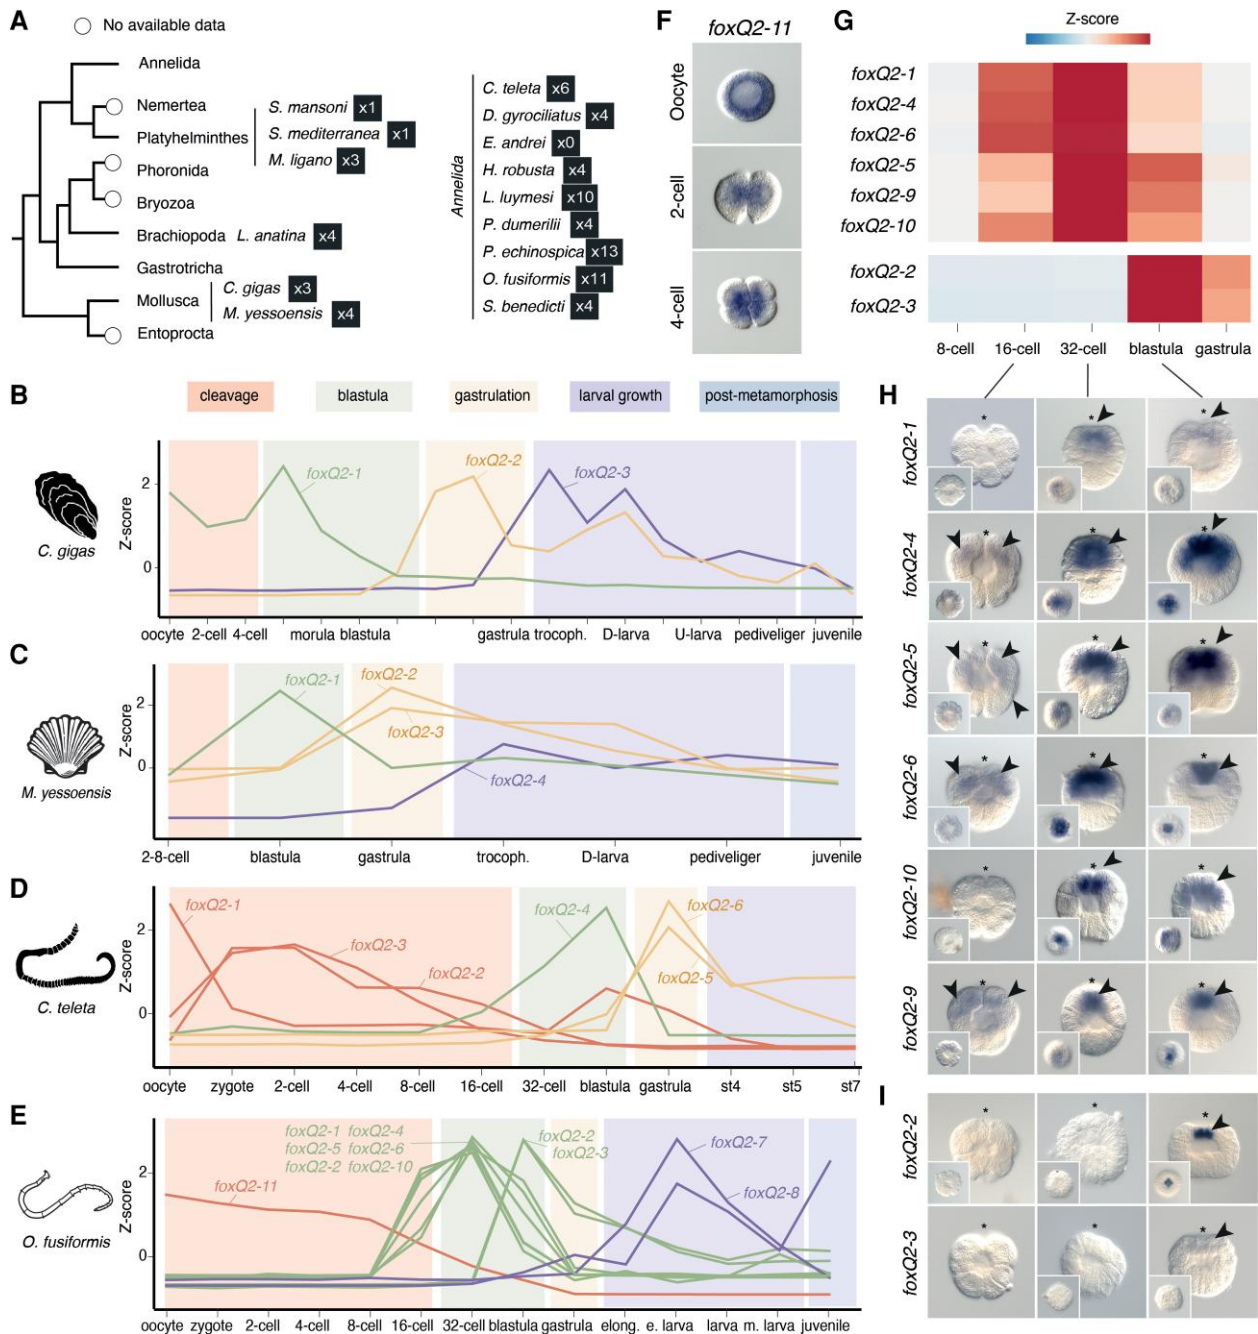 A
No available data
Annelida
Nemertea
Platyhelminthes
Phoronida
Bryozoa
Brachiopoda
Gastrotricha
Mollusca
Entoprocta
S. mansoni x1
S. mediterranea x1
M. ligano x3
L. anatina x4
C. gigas x3
M. yessoensis x4
Annelida
C. teleta x6
D. gyrociliatus x4
E. andrei x0
H. robusta x4
L. luymesi x10
P. dumerilii x4
P. echinospica x13
O. fusiformis x11
S. benedicti x4
F
foxQ2-11
Oocyte
2-cell
4-cell
G
Z-score
foxQ2-1
foxQ2-4
foxQ2-6
foxQ2-5
foxQ2-9
foxQ2-10
foxQ2-2
foxQ2-3
8-cell 16-cell 32-cell blastula gastrula
B
cleavage blastula gastrulation larval growth post-metamorphosis
C. gigas
Z-score
2
0
foxQ2-1
foxQ2-2
foxQ2-3
oocyte 2-cell 4-cell morula blastula gastrula trocoph. D-larva U-larva pediveliger juvenile
C
M. yessoensis
Z-score
2
0
foxQ2-1
foxQ2-2
foxQ2-3
foxQ2-4
2-8-cell blastula gastrula trocoph. D-larva pediveliger juvenile
D
C. teleta
Z-score
2
0
foxQ2-1
foxQ2-3
foxQ2-2
foxQ2-4
foxQ2-6
foxQ2-5
oocyte zygote 2-cell 4-cell 8-cell 16-cell 32-cell blastula gastrula st4 st5 st7
E
O. fusiformis
Z-score
2
0
foxQ2-11
foxQ2-1 foxQ2-4
foxQ2-5 foxQ2-6
foxQ2-2 foxQ2-10
foxQ2-2
foxQ2-3
foxQ2-7
foxQ2-8
oocyte zygote 2-cell 4-cell 8-cell 16-cell 32-cell blastula gastrula elong. e. larva larva m. larva juvenile
H
foxQ2-1
* * *
foxQ2-4
* * *
foxQ2-5
* * *
foxQ2-6
* * *
foxQ2-10
* * *
foxQ2-9
* * *
I
foxQ2-2
* * *
foxQ2-3
* * *